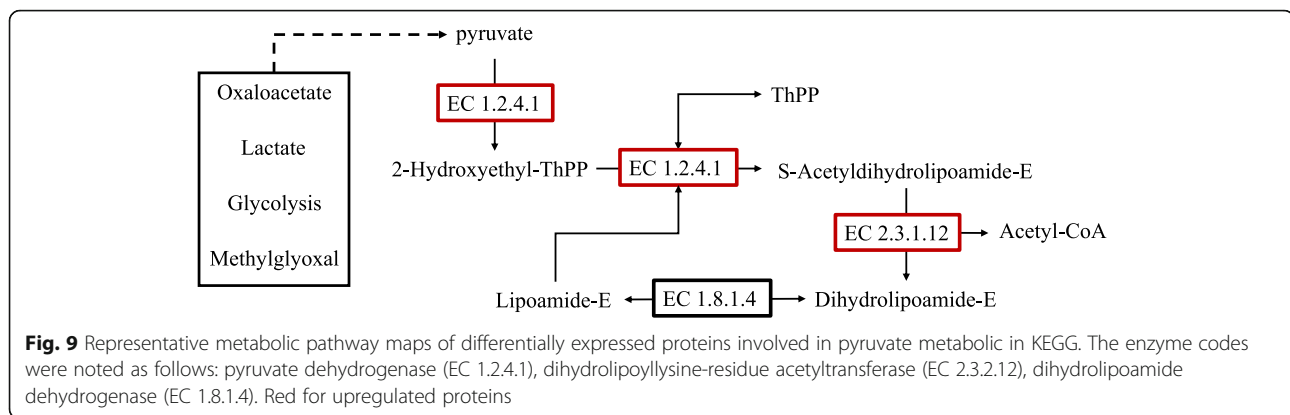 pyruvate
Oxaloacetate
Lactate
Glycolysis
Methylglyoxal
EC 1.2.4.1
ThPP
2-Hydroxyethyl-ThPP
EC 1.2.4.1
S-Acetyldihydrolipoamide-E
EC 2.3.1.12
Acetyl-CoA
Lipoamide-E
EC 1.8.1.4
Dihydrolipoamide-E
Fig. 9 Representative metabolic pathway maps of differentially expressed proteins involved in pyruvate metabolic in KEGG. The enzyme codes
were noted as follows: pyruvate dehydrogenase (EC 1.2.4.1), dihydrolipoyllysine-residue acetyltransferase (EC 2.3.2.12), dihydrolipoamide
dehydrogenase (EC 1.8.1.4). Red for upregulated proteins